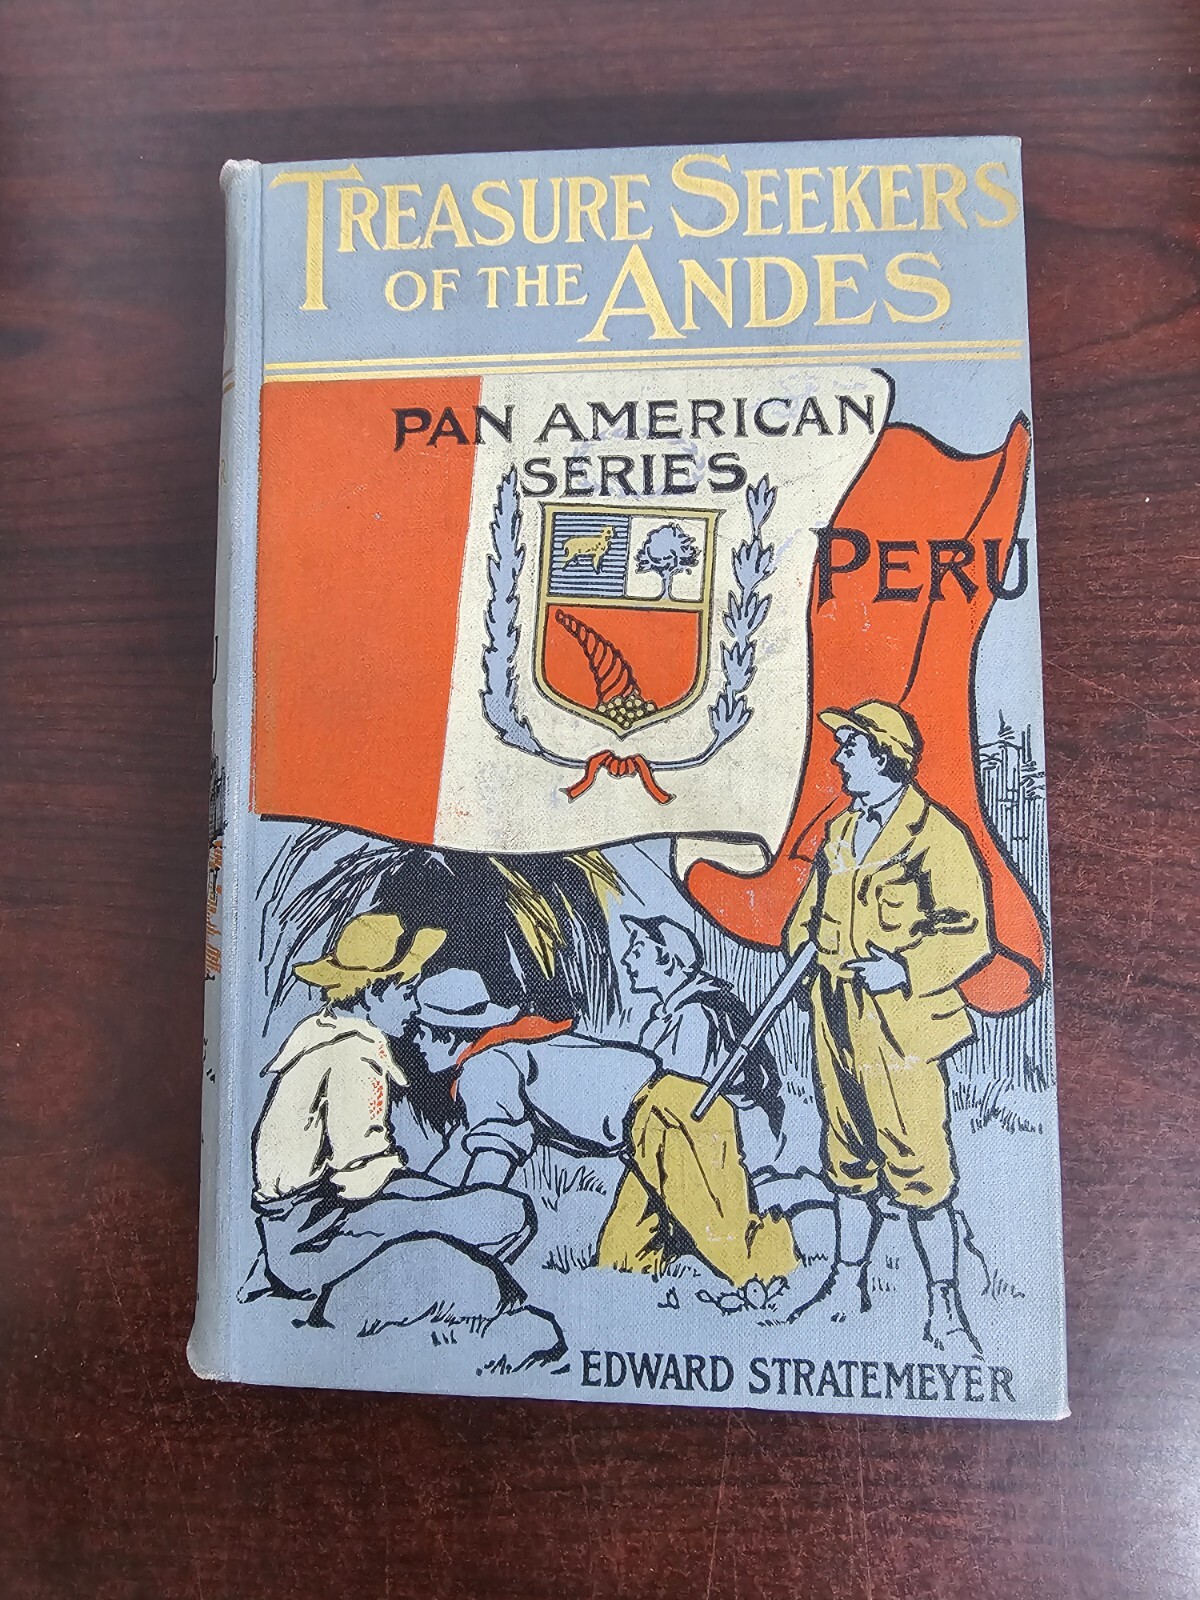 TREASURE SEEKERS
OF THE ANDES
PAN AMERICAN
SERIES
PERU
EDWARD STRATEMEYER